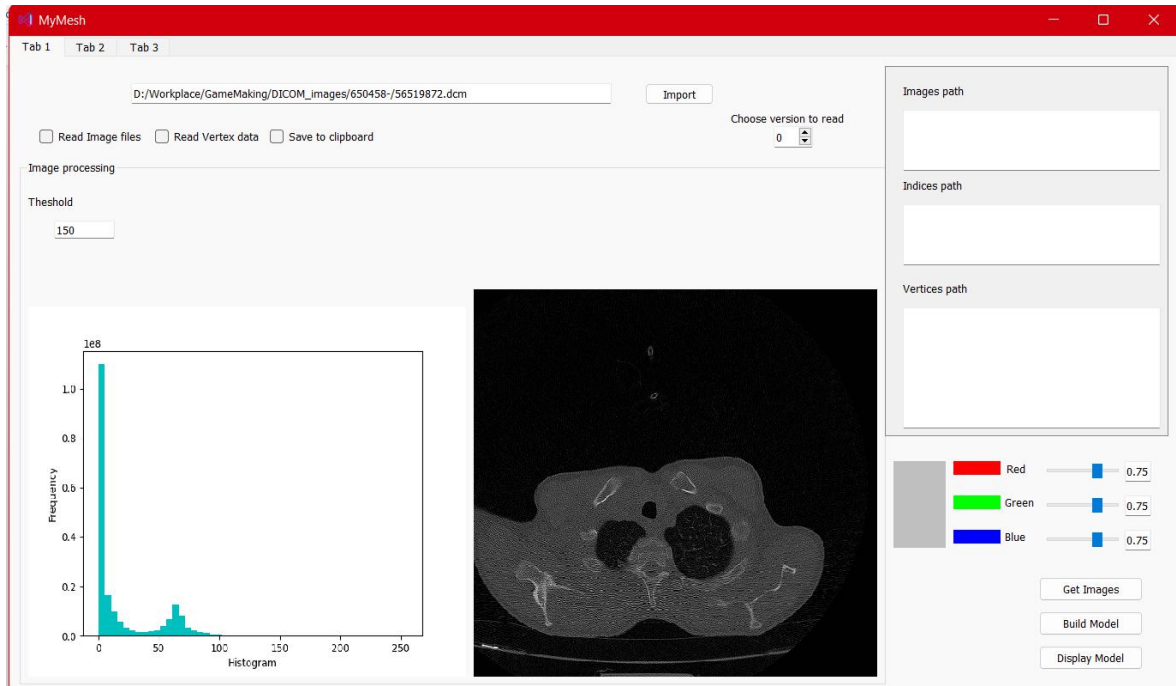 MyMesh
Tab 1 Tab 2 Tab 3
D:/Workplace/GameMaking/DICOM_images/650458-/56519872.dcm Import
Choose version to read
0
Read Image files Read Vertex data Save to clipboard
Image processing
Theshold
150
1e8
1.0
0.8
0.6
0.4
0.2
0.0
Frequency
0 50 100 150 200 250
Histogram
Images path
Indices path
Vertices path
Red 0.75
Green 0.75
Blue 0.75
Get Images
Build Model
Display Model